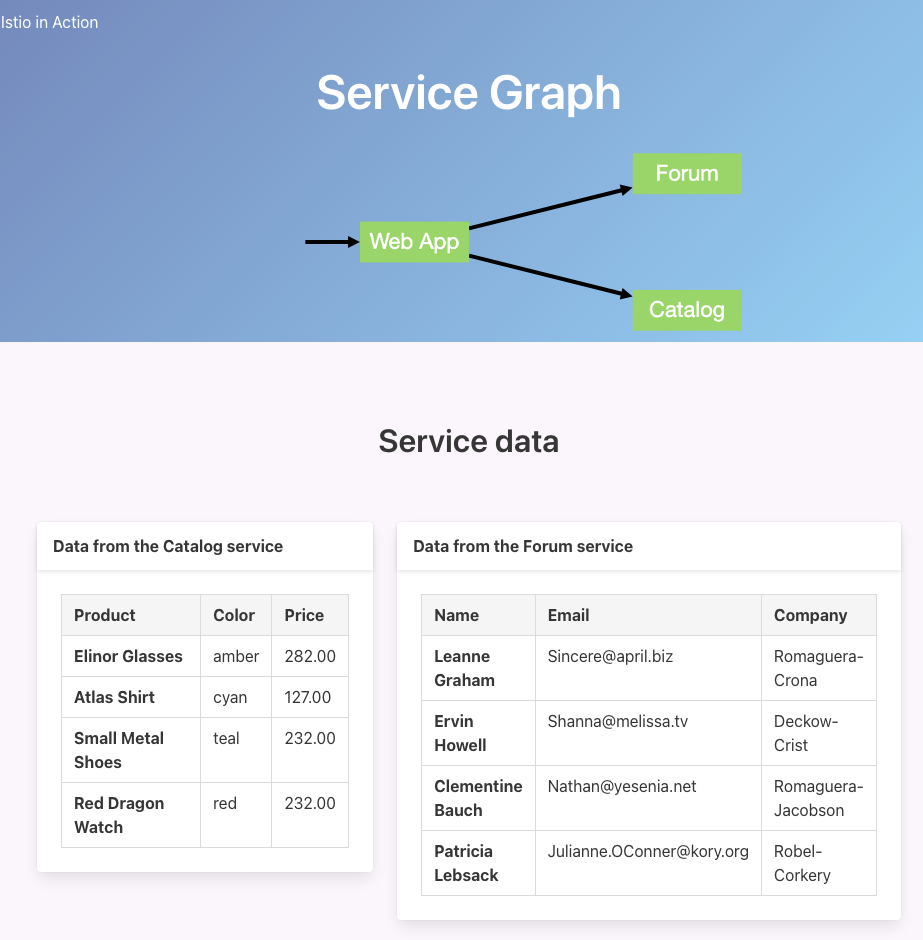 Istio in Action
Service Graph
Forum
Web App
Catalog
Service data
Data from the Catalog service
Product Color Price
Elinor Glasses amber 282.00
Atlas Shirt cyan 127.00
Small Metal teal 232.00
Shoes
Red Dragon red 232.00
Watch
Data from the Forum service
Name Email Company
Leanne Sincere@april.biz Romaguera-
Graham Crona
Ervin Shanna@melissa.tv Deckow-
Howell Crist
Clementine Nathan@yesenia.net Romaguera-
Bauch Jacobson
Patricia Julianne.OConner@kory.org Robel-
Lebsack Corkery